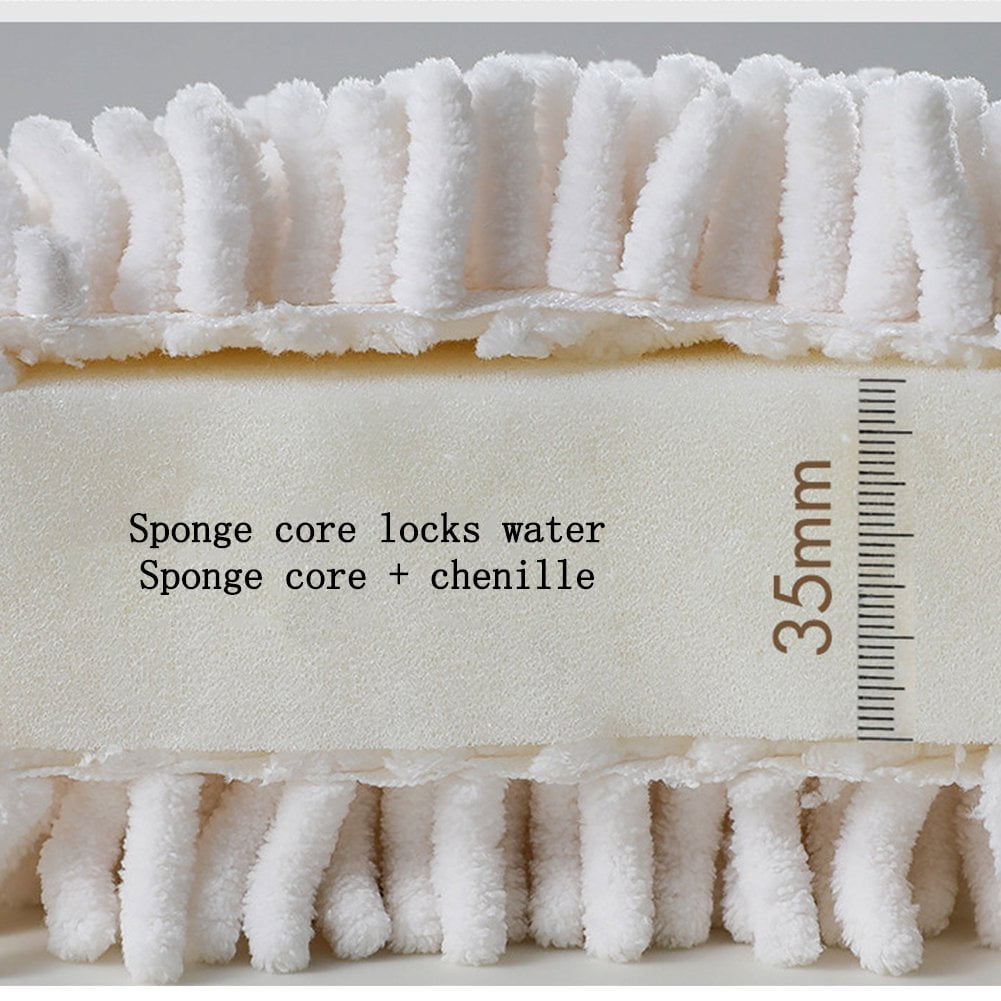 Sponge core locks water
Sponge core + chenille
35mm